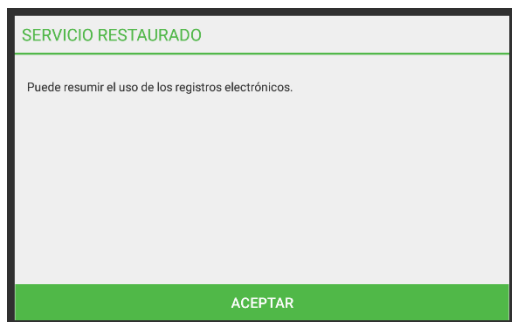 SERVICIO RESTAURADO
Puede resumir el uso de los registros electrónicos.
ACEPTAR